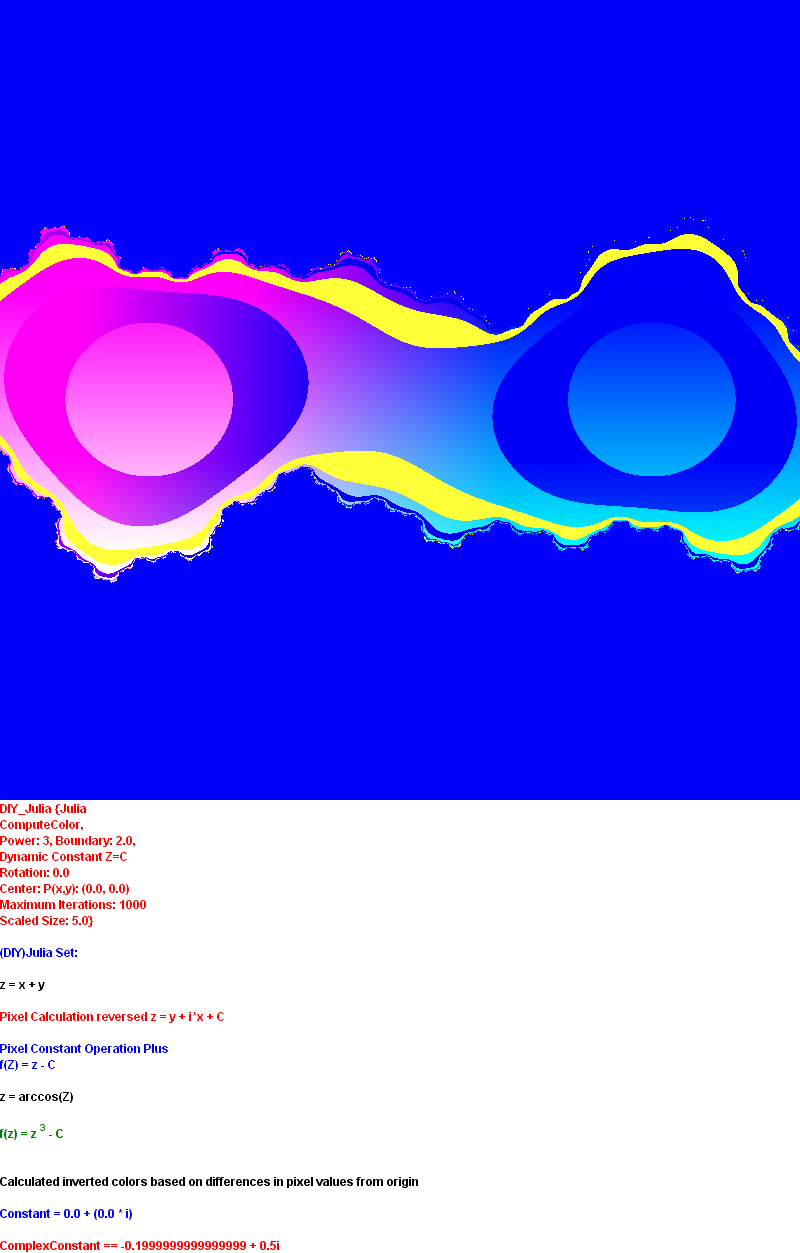 DIY_Julia {Julia
ComputeColor,
Power: 3, Boundary: 2.0,
Dynamic Constant Z=C
Rotation: 0.0
Center: P(x,y): (0.0, 0.0)
Maximum Iterations: 1000
Scaled Size: 5.0}
(DIY)Julia Set:
z = x + y
Pixel Calculation reversed z = y + i*x + C
Pixel Constant Operation Plus
f(Z) = z - C
z = arccos(Z)
f(z) = z ³ - C
Calculated inverted colors based on differences in pixel values from origin
Constant = 0.0 + (0.0 * i)
ComplexConstant == -0.1999999999999999 + 0.5i